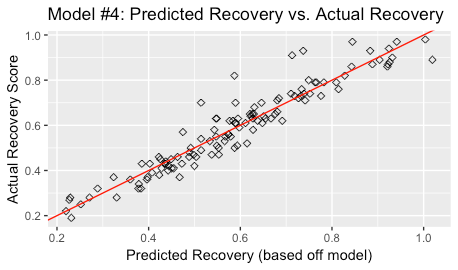 Model #4: Predicted Recovery vs. Actual Recovery
Actual Recovery Score
1.0
0.8
0.6
0.4
0.2
0.2 0.4 0.6 0.8 1.0
Predicted Recovery (based off model)